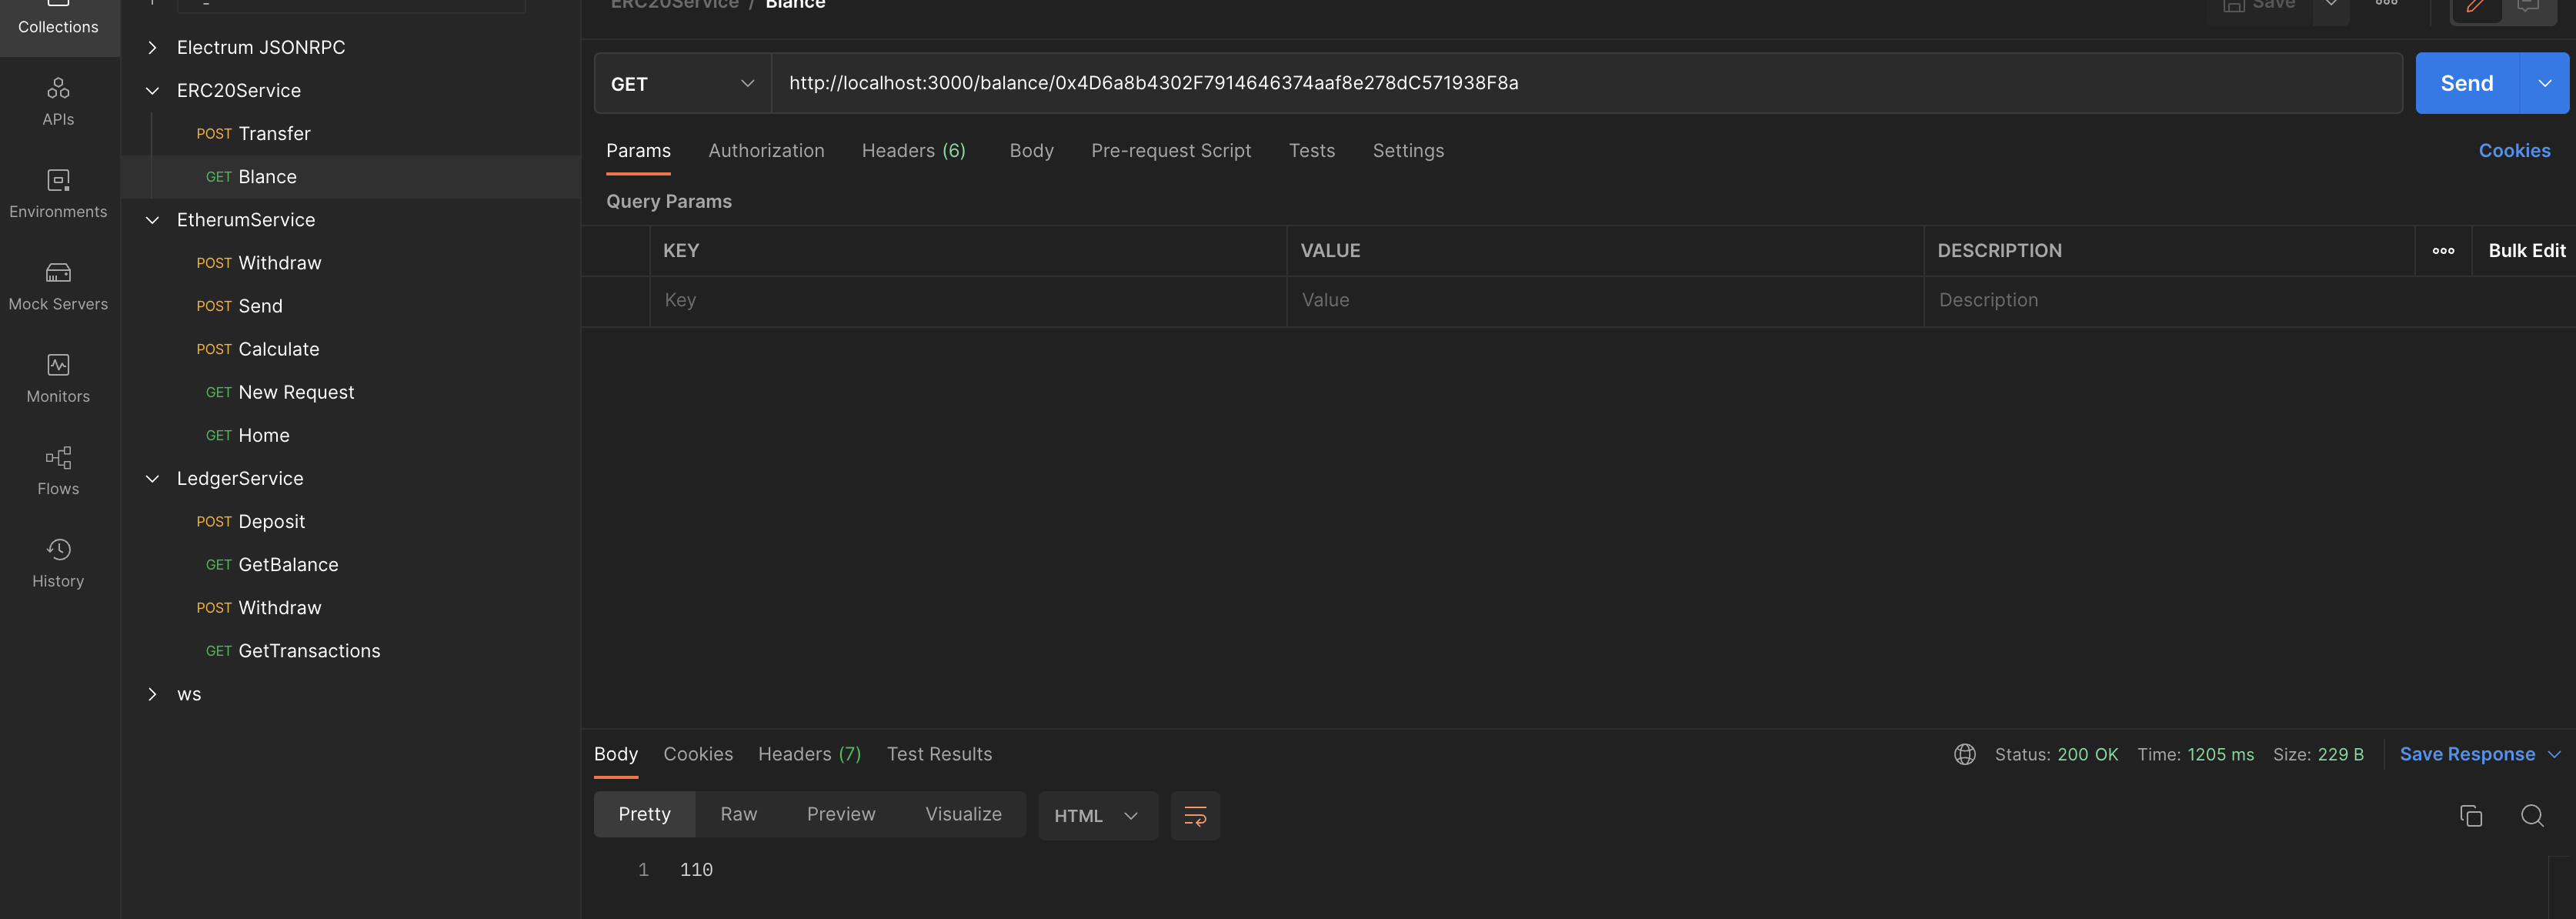 Collections
APIs
Environments
Mock Servers
Monitors
Flows
History
Electrum JSONRPC
ERC20Service
POST Transfer
GET Blance
EtherumService
POST Withdraw
POST Send
POST Calculate
GET New Request
GET Home
LedgerService
POST Deposit
GET GetBalance
POST Withdraw
GET GetTransactions
ws
ERC20Service / Blance
Save
GET http://localhost:3000/balance/0x4D6a8b4302F7914646374aaf8e278dC571938F8a Send
Params Authorization Headers (6) Body Pre-request Script Tests Settings Cookies
Query Params
KEY VALUE DESCRIPTION Bulk Edit
Key Value Description
Body Cookies Headers (7) Test Results Status: 200 OK Time: 1205 ms Size: 229 B Save Response
Pretty Raw Preview Visualize HTML
1 110